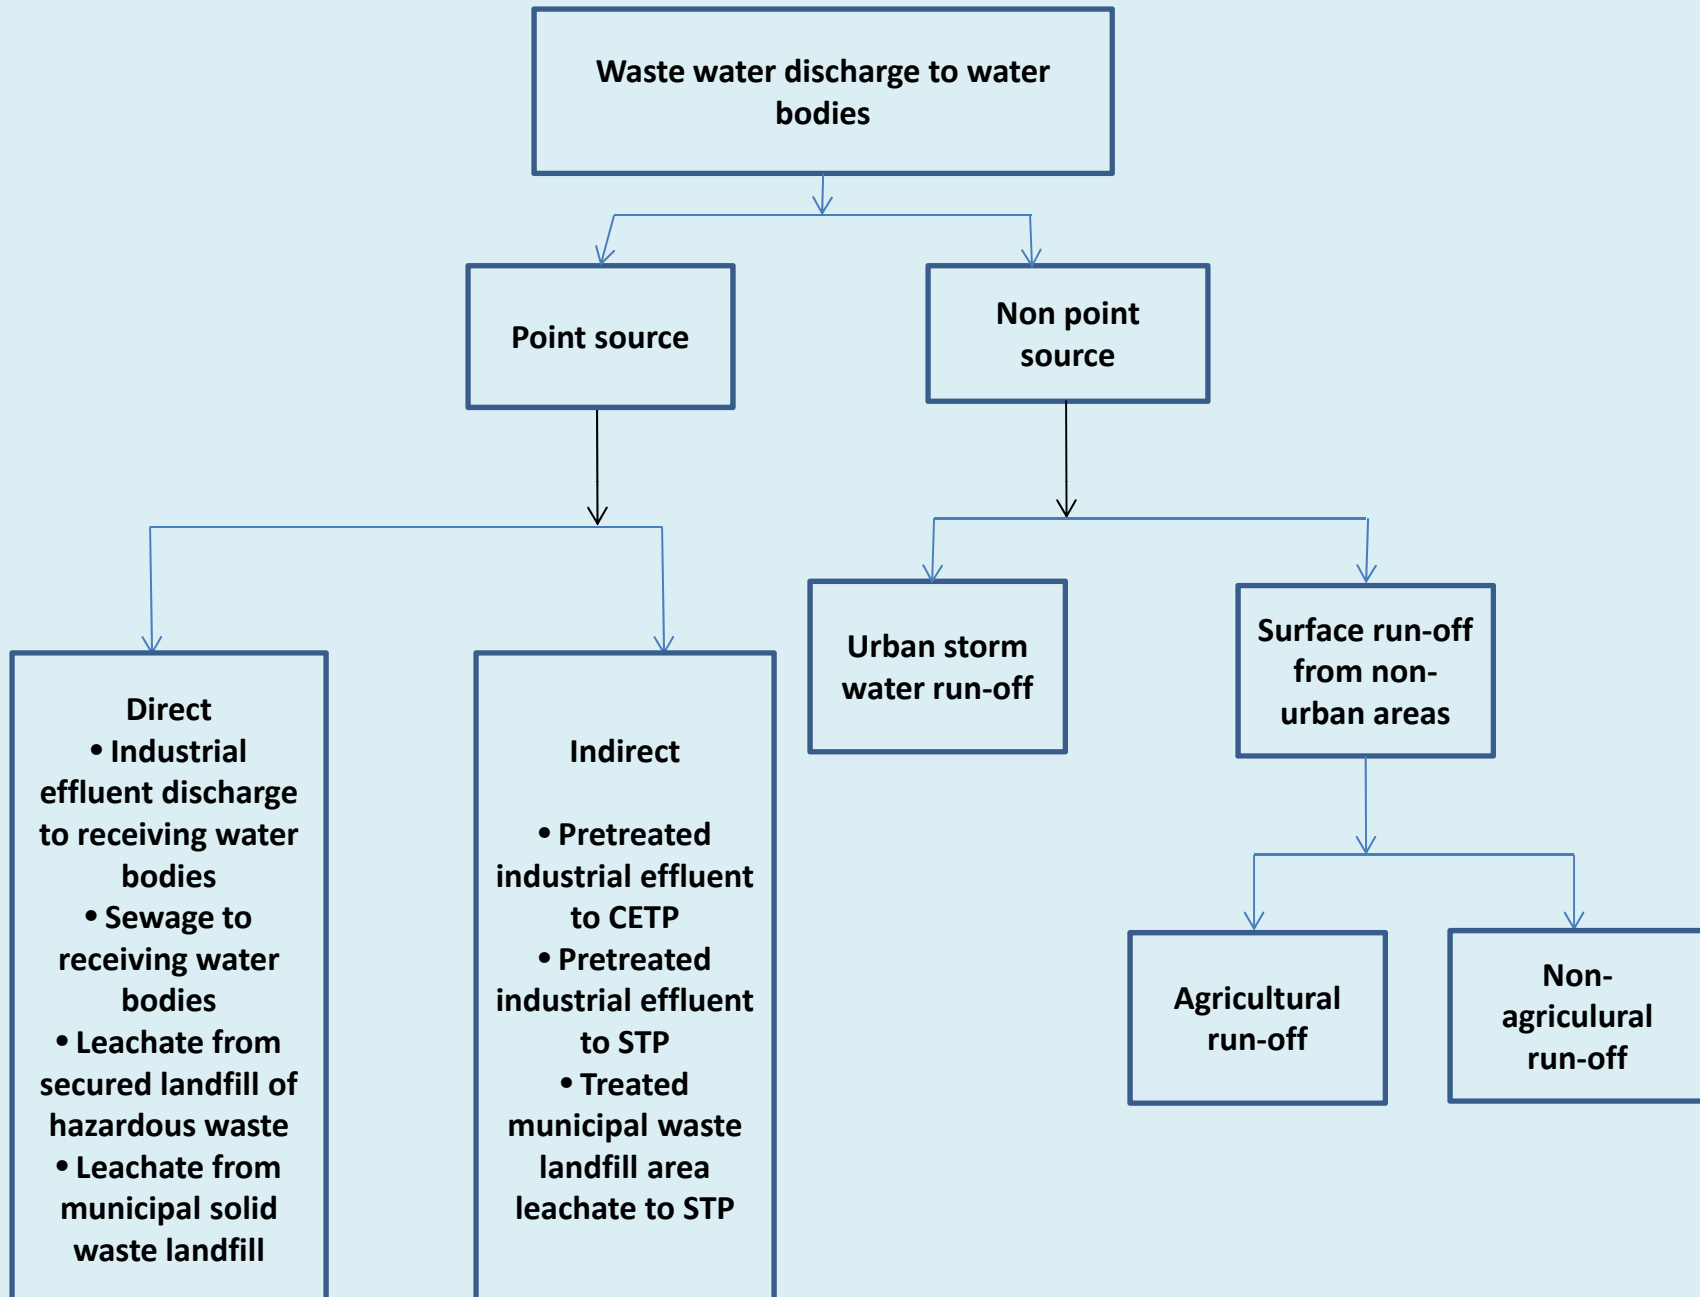 Waste water discharge to water
bodies
Point source
Non point
source
Direct
• Industrial
effluent discharge
to receiving water
bodies
• Sewage to
receiving water
bodies
• Leachate from
secured landfill of
hazardous waste
• Leachate from
municipal solid
waste landfill
Indirect
• Pretreated
industrial effluent
to CETP
• Pretreated
industrial effluent
to STP
• Treated
municipal waste
landfill area
leachate to STP
Urban storm
water run-off
Surface run-off
from non-
urban areas
Agricultural
run-off
Non-
agriculural
run-off